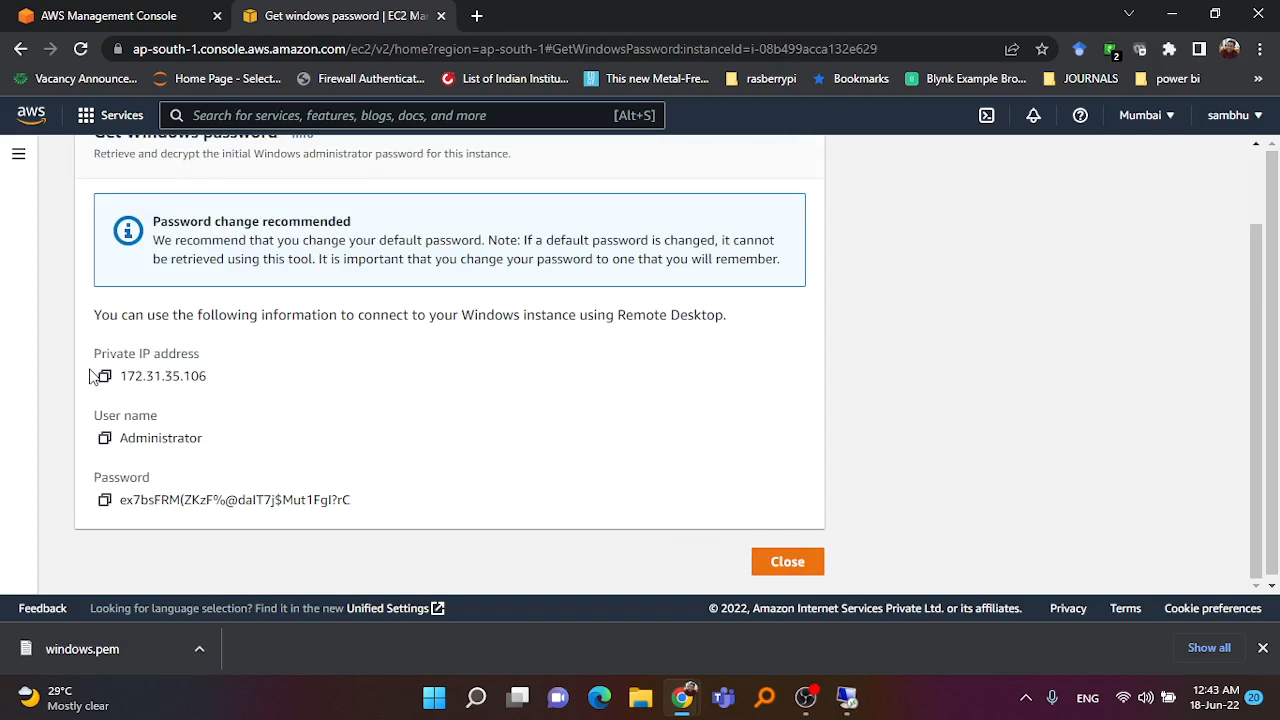 AWS Management Console
Get windows password | EC2 Ma
ap-south-1.console.aws.amazon.com/ec2/v2/home?region=ap-south-1#GetWindowsPassword:instanceId=i-08b499acca132e629
2
Vacancy Announce...
Home Page - Select...
Firewall Authenticat...
List of Indian Institu...
This new Metal-Fre...
rasberrypi
Bookmarks
Blynk Example Bro...
JOURNALS
power bi
»
aws
Services
Search for services, features, blogs, docs, and more
[Alt+S]
Mumbai
sambhu
Get windows password Info
Retrieve and decrypt the initial Windows administrator password for this instance.
Password change recommended
We recommend that you change your default password. Note: If a default password is changed, it cannot
be retrieved using this tool. It is important that you change your password to one that you will remember.
You can use the following information to connect to your Windows instance using Remote Desktop.
Private IP address
172.31.35.106
User name
Administrator
Password
Close
Feedback
Looking for language selection? Find it in the new Unified Settings
© 2022, Amazon Internet Services Private Ltd. or its affiliates.
Privacy
Terms
Cookie preferences
windows.pem
Show all
29°C
Mostly clear
ENG
12:43 AM
18-Jun-22
20